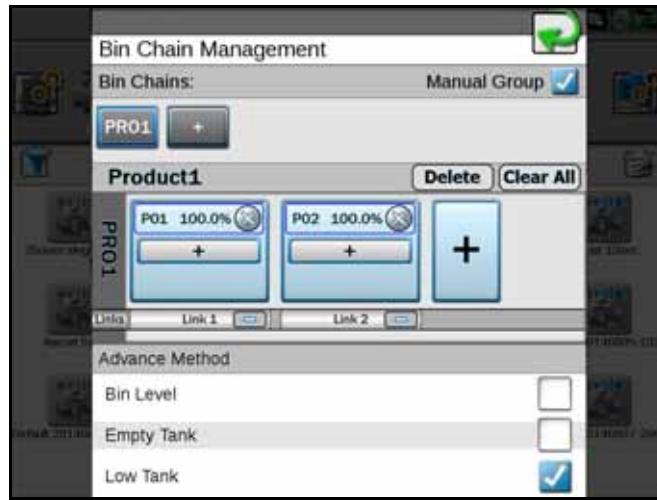 Bin Chain Management
Bin Chains: Manual Group
PRO1 +
Product1 Delete Clear All
PRO1
P01 100.0% P02 100.0%
+ + +
Links Link 1 Link 2
Advance Method
Bin Level
Empty Tank
Low Tank